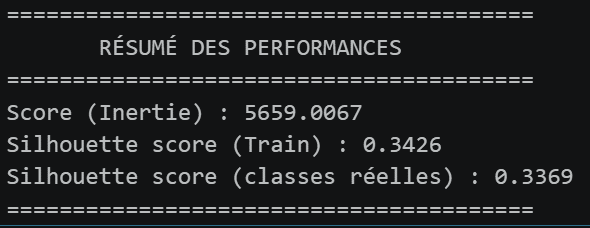 ========================================
RÉSUMÉ DES PERFORMANCES
========================================
Score (Inertie) : 5659.0067
Silhouette score (Train) : 0.3426
Silhouette score (classes réelles) : 0.3369
========================================